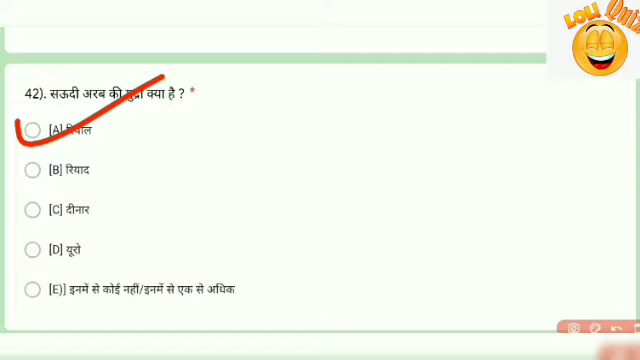 LOL! Quiz
42). सऊदी अरब की मुद्रा क्या है ? *
[A] रियाल
[B] रियाद
[C] दीनार
[D] यूरो
[E)] इनमें से कोई नहीं/इनमें से एक से अधिक